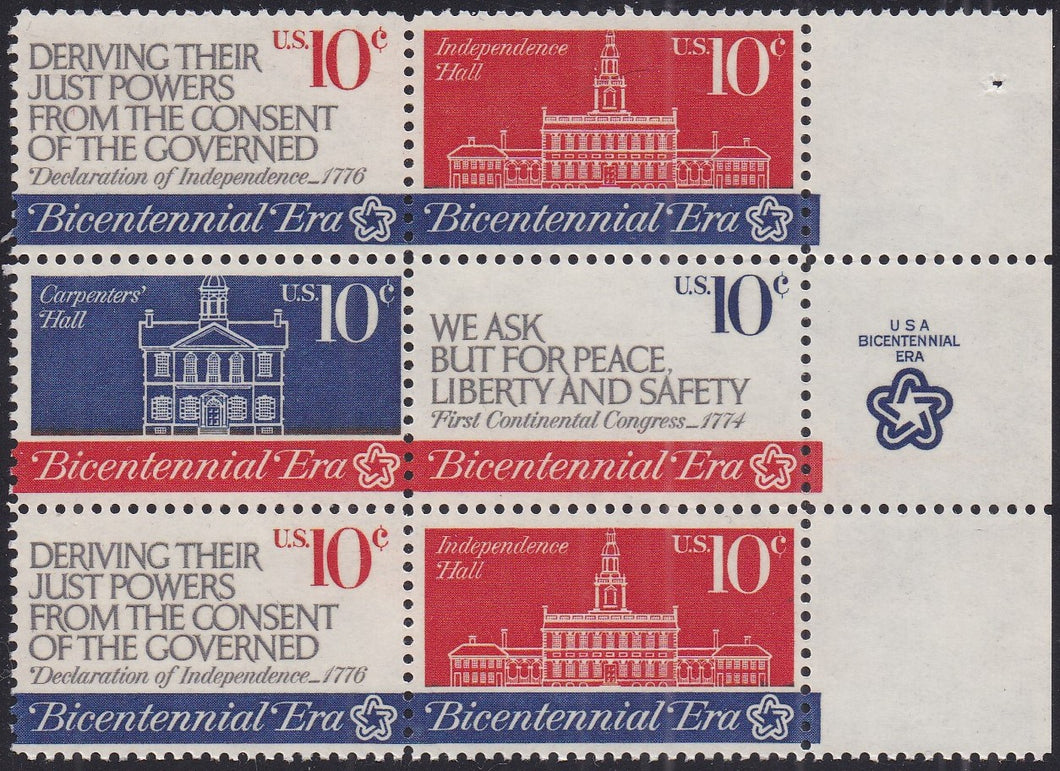 DERIVING THEIR
JUST POWERS
FROM THE CONSENT
OF THE GOVERNED
Declaration of Independence_1776
U.S. 10¢
Bicentennial Era
Independence
Hall
U.S. 10¢
Bicentennial Era
Carpenters'
Hall
U.S. 10¢
Bicentennial Era
WE ASK
BUT FOR PEACE,
LIBERTY AND SAFETY
First Continental Congress_1774
U.S. 10¢
Bicentennial Era
USA
BICENTENNIAL
ERA
DERIVING THEIR
JUST POWERS
FROM THE CONSENT
OF THE GOVERNED
Declaration of Independence_1776
U.S. 10¢
Bicentennial Era
Independence
Hall
U.S. 10¢
Bicentennial Era